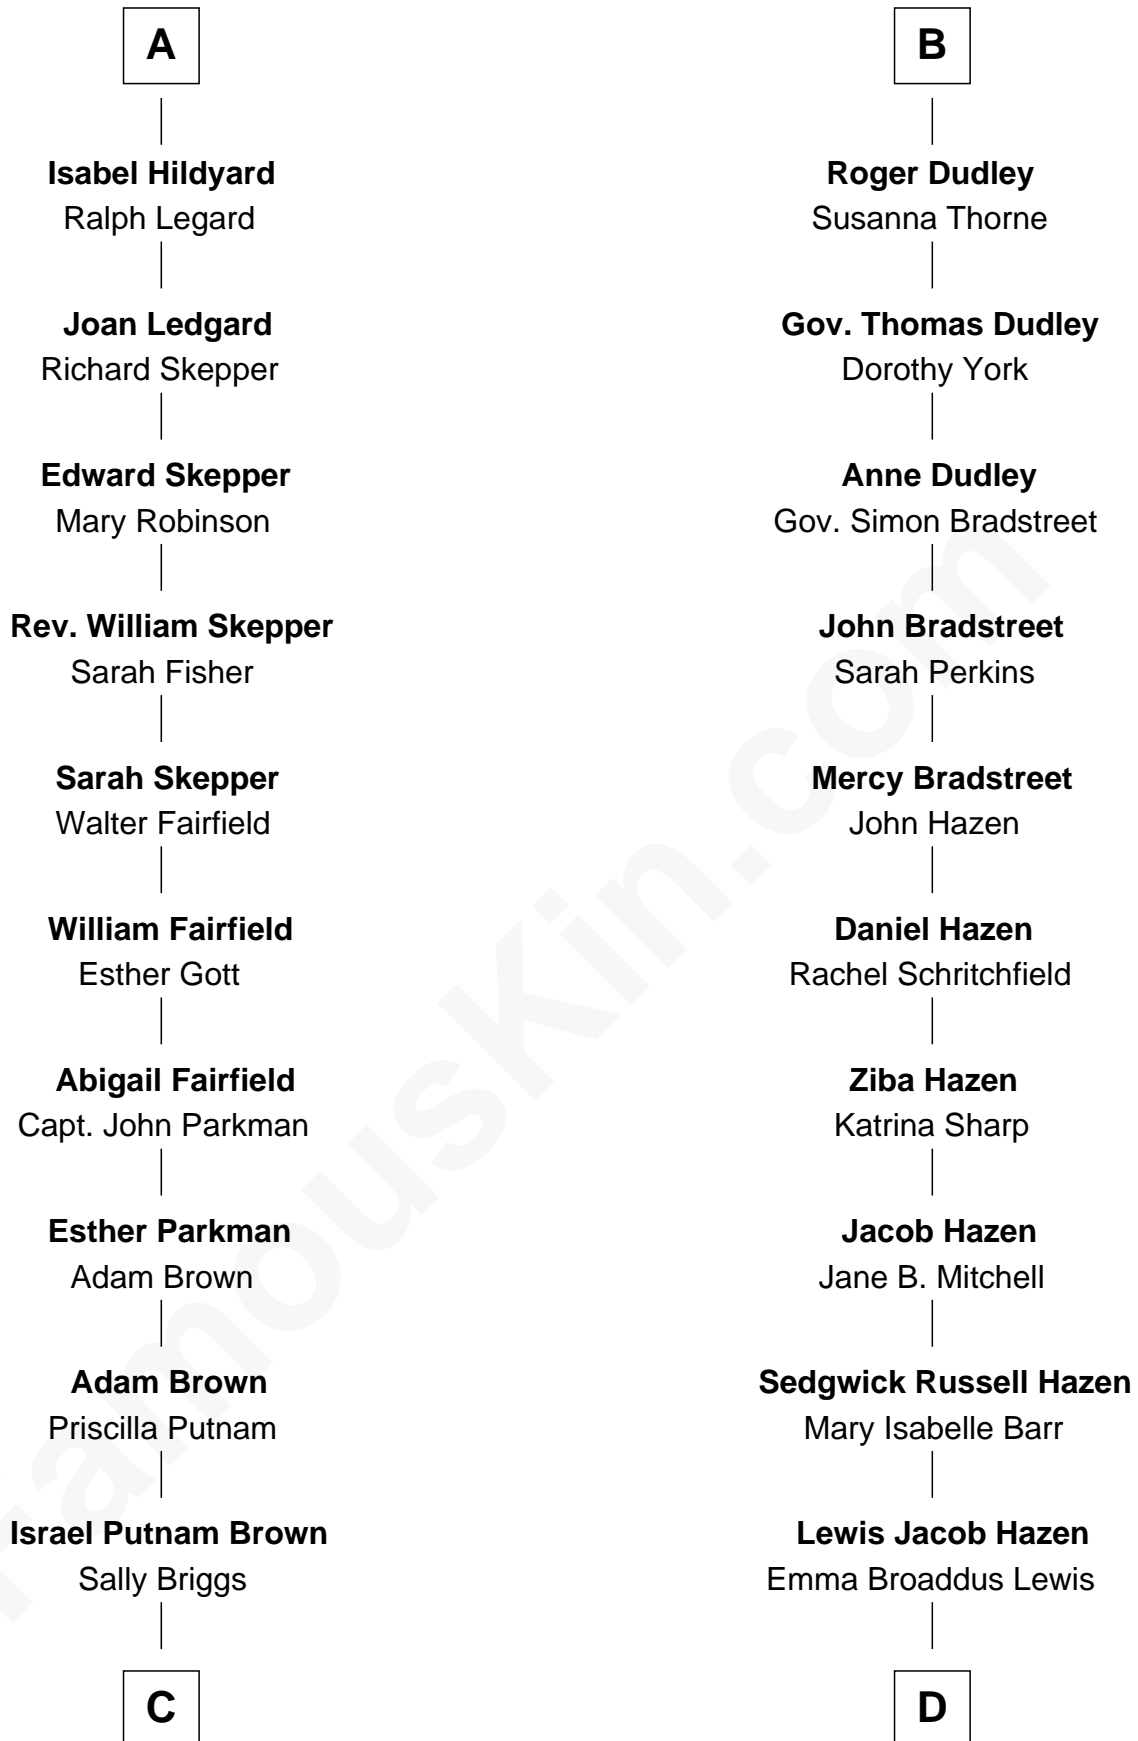 A
Isabel Hildyard
Ralph Legard
Joan Ledgard
Richard Skepper
Edward Skepper
Mary Robinson
Rev. William Skepper
Sarah Fisher
Sarah Skepper
Walter Fairfield
William Fairfield
Esther Gott
Abigail Fairfield
Capt. John Parkman
Esther Parkman
Adam Brown
Adam Brown
Priscilla Putnam
Israel Putnam Brown
Sally Briggs
C
B
Roger Dudley
Susanna Thorne
Gov. Thomas Dudley
Dorothy York
Anne Dudley
Gov. Simon Bradstreet
John Bradstreet
Sarah Perkins
Mercy Bradstreet
John Hazen
Daniel Hazen
Rachel Schritchfield
Ziba Hazen
Katrina Sharp
Jacob Hazen
Jane B. Mitchell
Sedgwick Russell Hazen
Mary Isabelle Barr
Lewis Jacob Hazen
Emma Broaddus Lewis
D
FamousKin.com